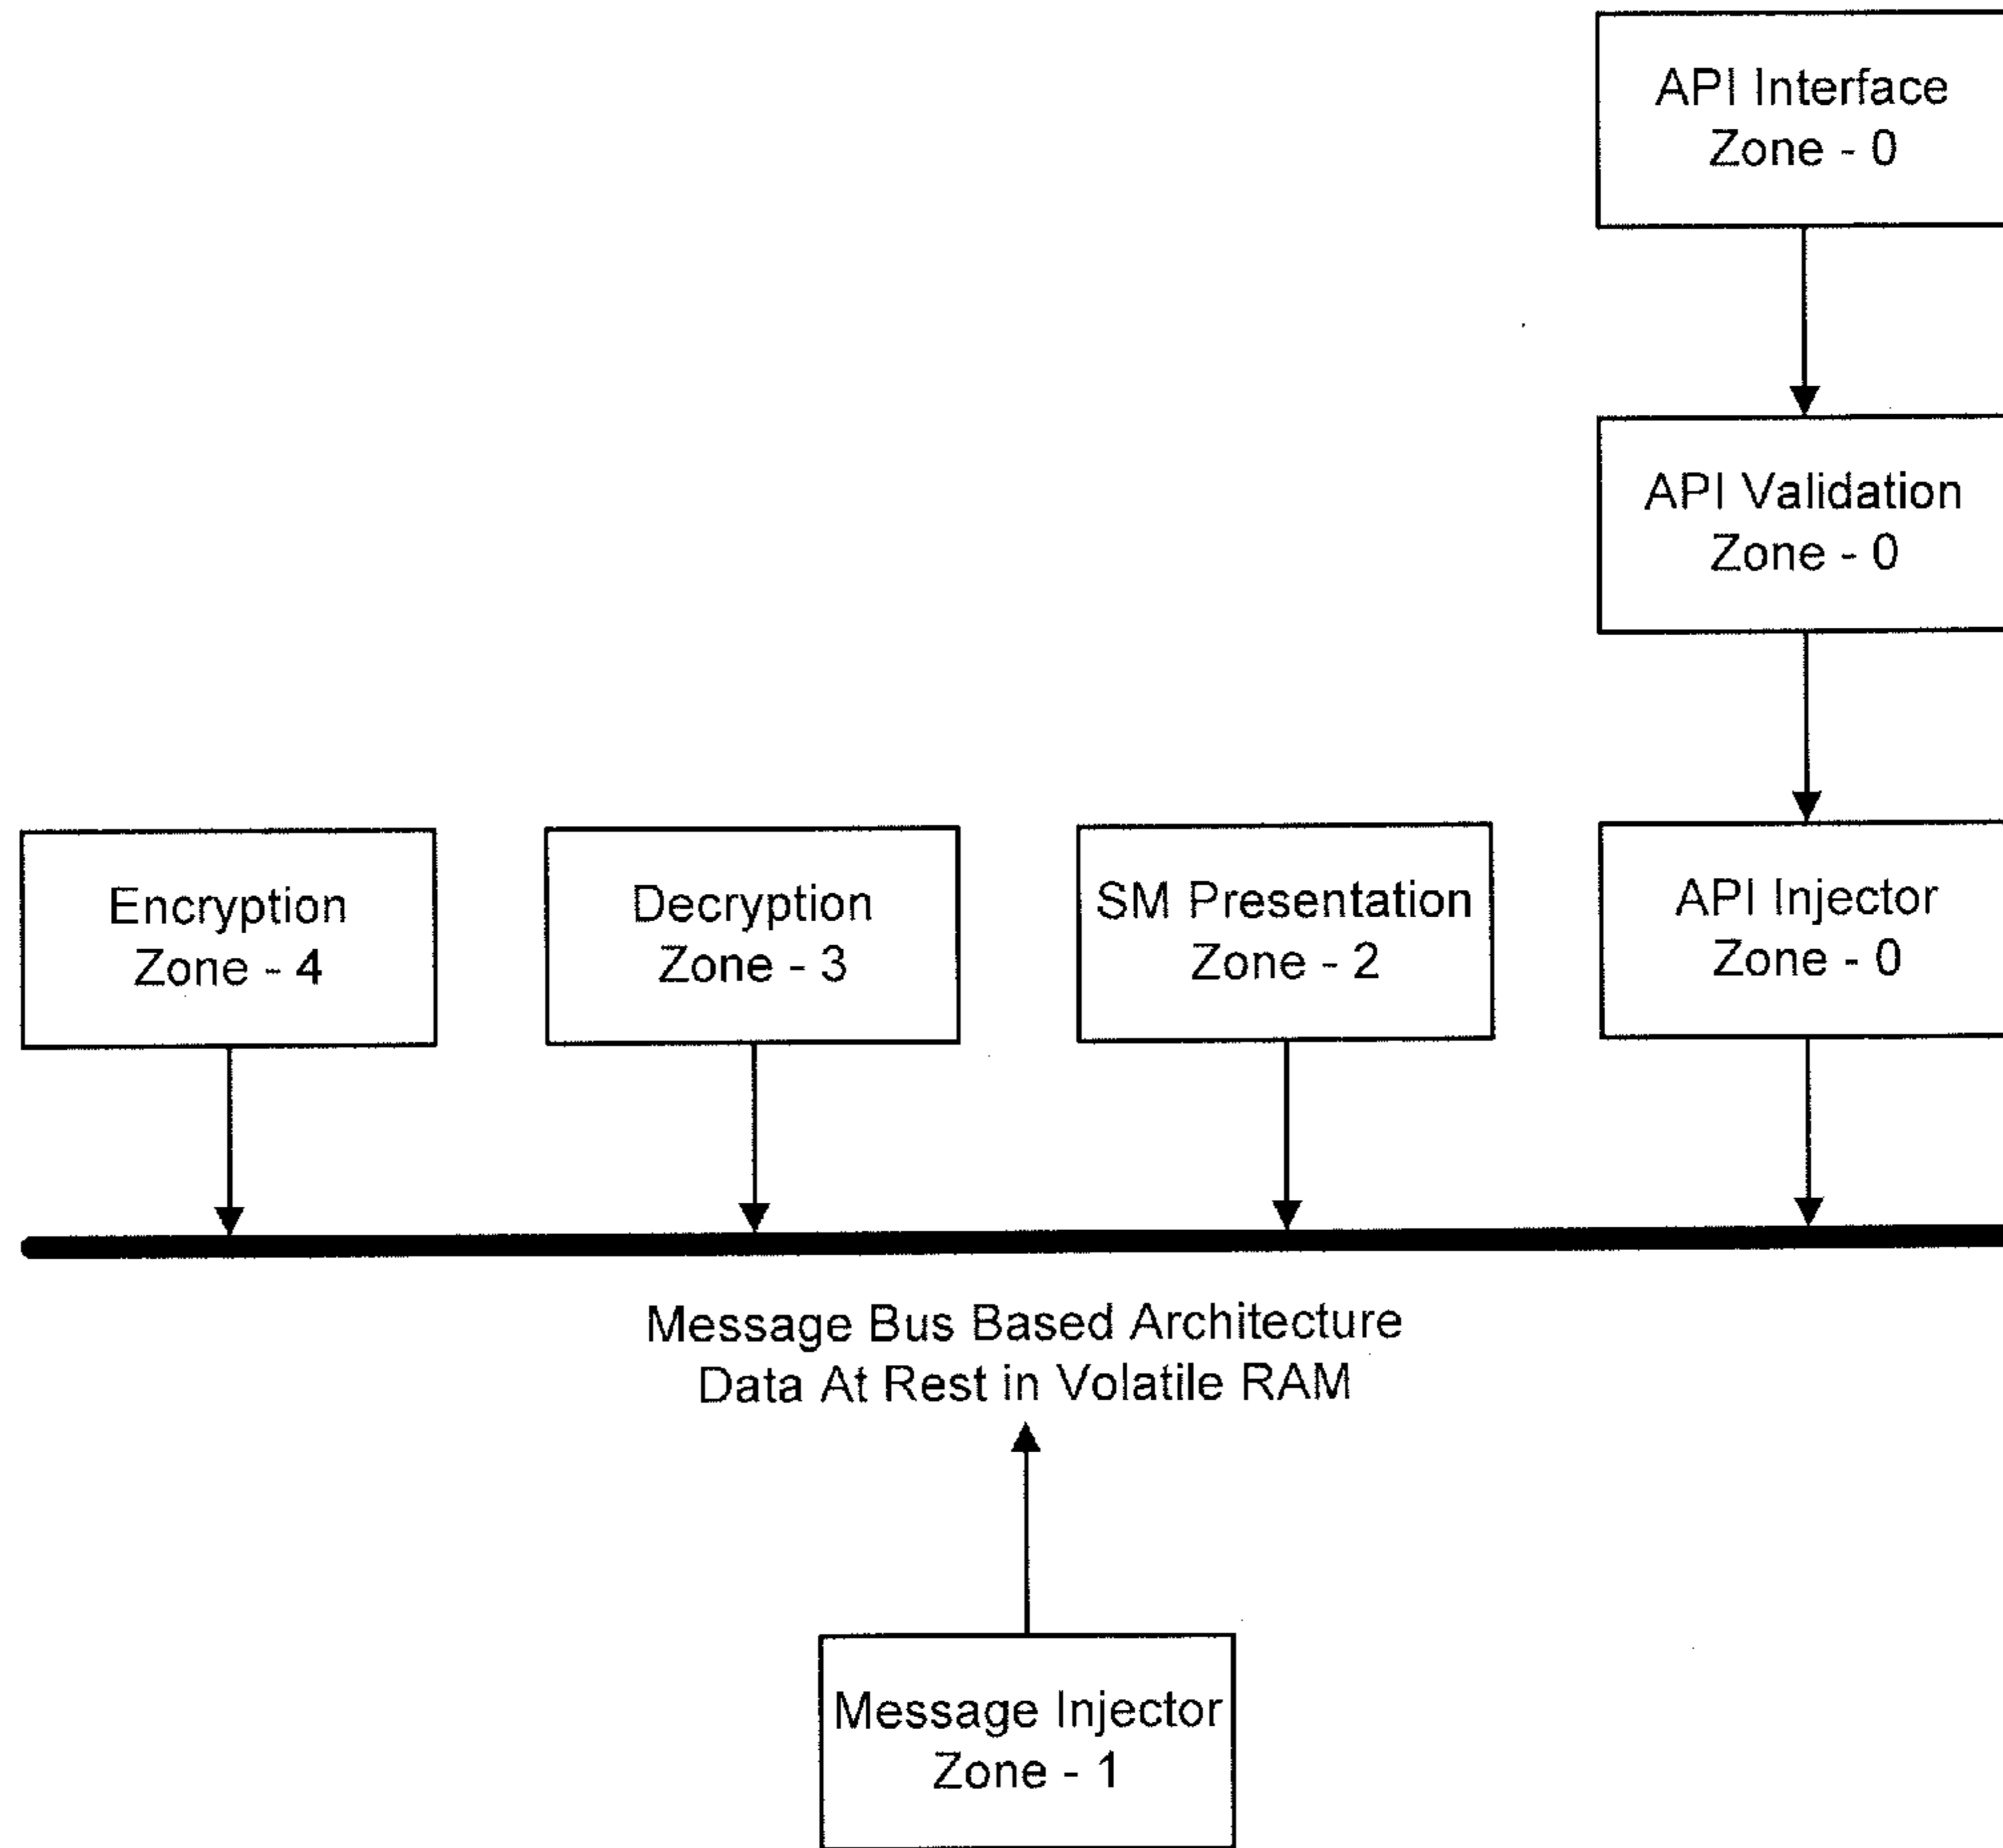 API Interface
Zone - 0
API Validation
Zone - 0
Encryption
Zone - 4
Decryption
Zone - 3
SM Presentation
Zone - 2
API Injector
Zone - 0
Message Bus Based Architecture
Data At Rest in Volatile RAM
Message Injector
Zone - 1